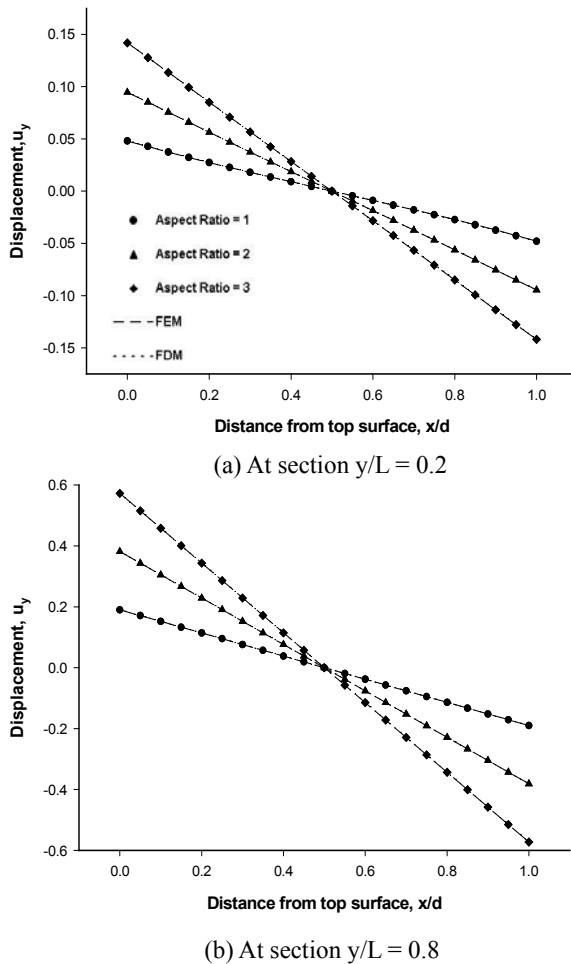 0.15
0.10
0.05
0.00
-0.05
-0.10
-0.15
Displacement,uy
Aspect Ratio = 1
Aspect Ratio = 2
Aspect Ratio = 3
FEM
FDM
0.0 0.2 0.4 0.6 0.8 1.0
Distance from top surface, x/d
(a) At section y/L = 0.2
0.6
0.4
0.2
0.0
-0.2
-0.4
-0.6
Displacement, uy
0.0 0.2 0.4 0.6 0.8 1.0
Distance from top surface, x/d
(b) At section y/L = 0.8